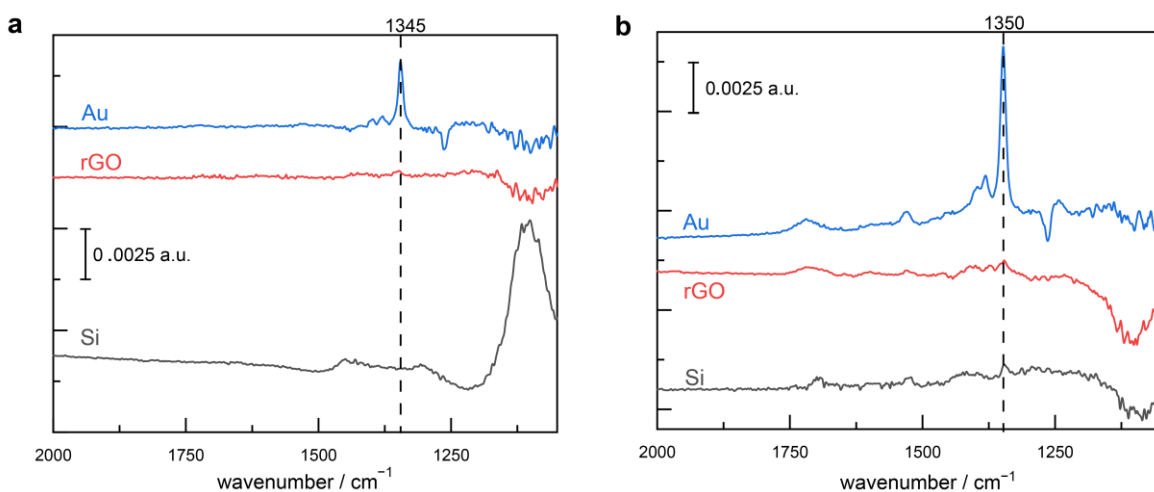 a
1345
Au
rGO
0 .0025 a.u.
Si
2000 1750 1500 1250
wavenumber / cm⁻¹
b
1350
0.0025 a.u.
Au
rGO
Si
2000 1750 1500 1250
wavenumber / cm⁻¹